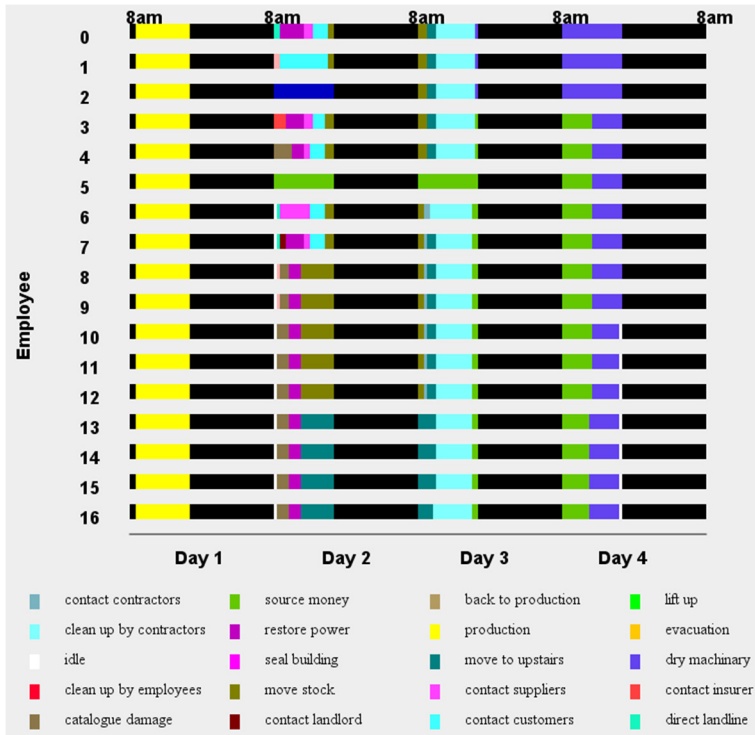 8am 8am 8am 8am 8am
0
1
2
3
4
5
6
7
8
9
10
11
12
13
14
15
16
Employee
Day 1 Day 2 Day 3 Day 4
contact contractors source money back to production lift up
clean up by contractors restore power production evacuation
idle seal building move to upstairs dry machinary
clean up by employees move stock contact suppliers contact insurer
catalogue damage contact landlord contact customers direct landline